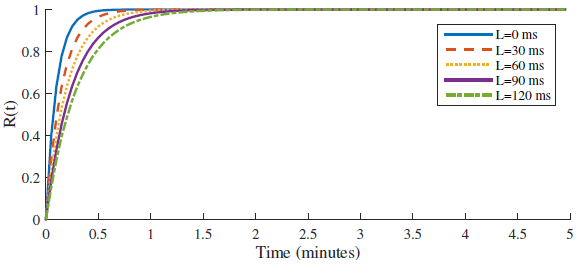 1
0.8
0.6
0.4
0.2
0
R(t)
L=0 ms
L=30 ms
L=60 ms
L=90 ms
L=120 ms
0 0.5 1 1.5 2 2.5 3 3.5 4 4.5 5
Time (minutes)